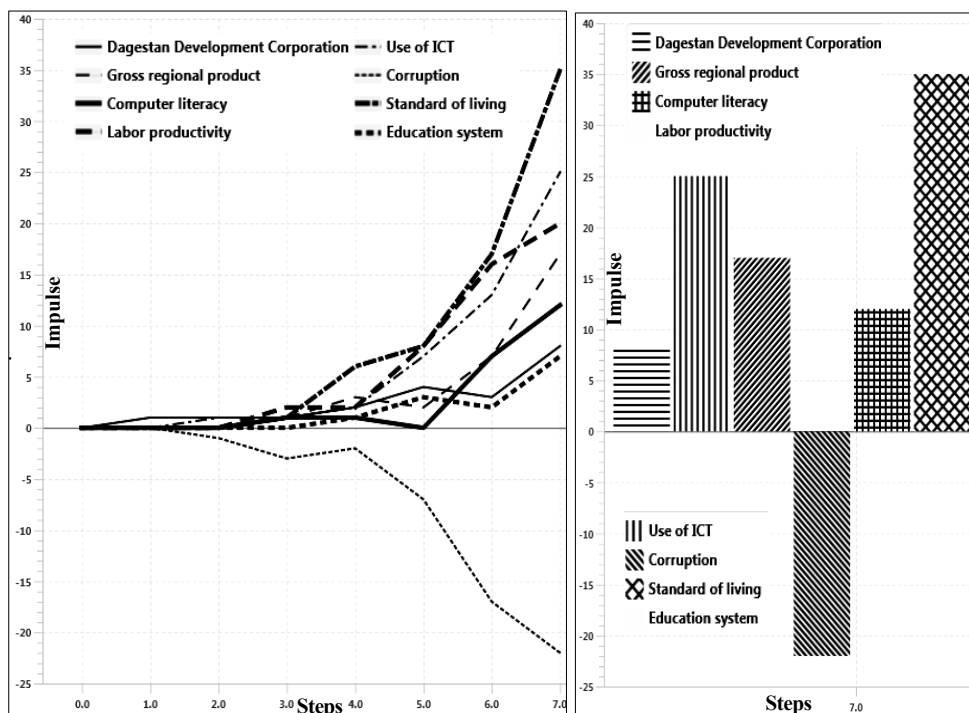 40
35
30
25
20
15
10
5
0
-5
-10
-15
-20
-25
Impulse
Dagestan Development Corporation
Gross regional product
Computer literacy
Labor productivity
Use of ICT
Corruption
Standard of living
Education system
0.0 1.0 2.0 3.0 4.0 5.0 6.0 7.0
Steps
40
35
30
25
20
15
10
5
0
-5
-10
-15
-20
-25
Impulse
Dagestan Development Corporation
Gross regional product
Computer literacy
Labor productivity
Use of ICT
Corruption
Standard of living
Education system
Steps
7.0